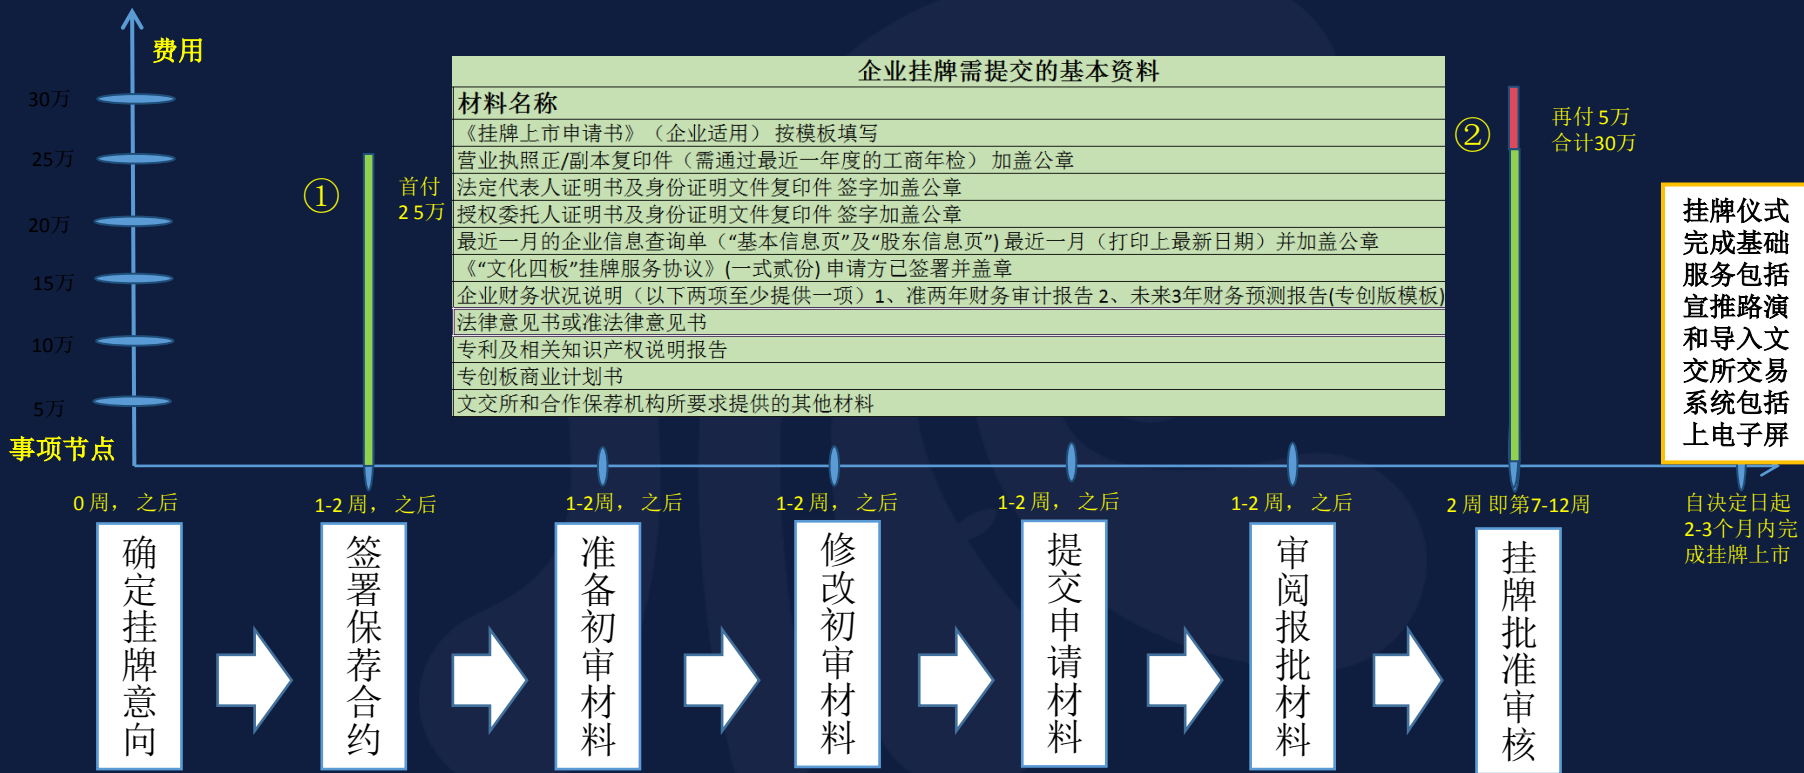 费用
30万
25万
20万
15万
10万
5万
事项节点
①
首付
2 5万
企业挂牌需提交的基本资料
材料名称
《挂牌上市申请书》（企业适用） 按模板填写
营业执照正/副本复印件（需通过最近一年度的工商年检） 加盖公章
法定代表人证明书及身份证明文件复印件 签字加盖公章
授权委托人证明书及身份证明文件复印件 签字加盖公章
最近一月的企业信息查询单（“基本信息页”及“股东信息页”) 最近一月（打印上最新日期）并加盖公章
《“文化四板”挂牌服务协议》(一式贰份) 申请方已签署并盖章
企业财务状况说明（以下两项至少提供一项）1、准两年财务审计报告 2、未来3年财务预测报告(专创版模板)
法律意见书或准法律意见书
专利及相关知识产权说明报告
专创板商业计划书
文交所和合作保荐机构所要求提供的其他材料
②
再付 5万
合计30万
挂牌仪式
完成基础
服务包括
宣推路演
和导入文
交所交易
系统包括
上电子屏
0 周， 之后
1-2 周， 之后
1-2周， 之后
1-2 周， 之后
1-2 周， 之后
1-2 周， 之后
2 周 即第7-12周
自决定日起
2-3个月内完
成挂牌上市
确定挂牌意向
签署保荐合约
准备初审材料
修改初审材料
提交申请材料
审阅报批材料
挂牌批准审核